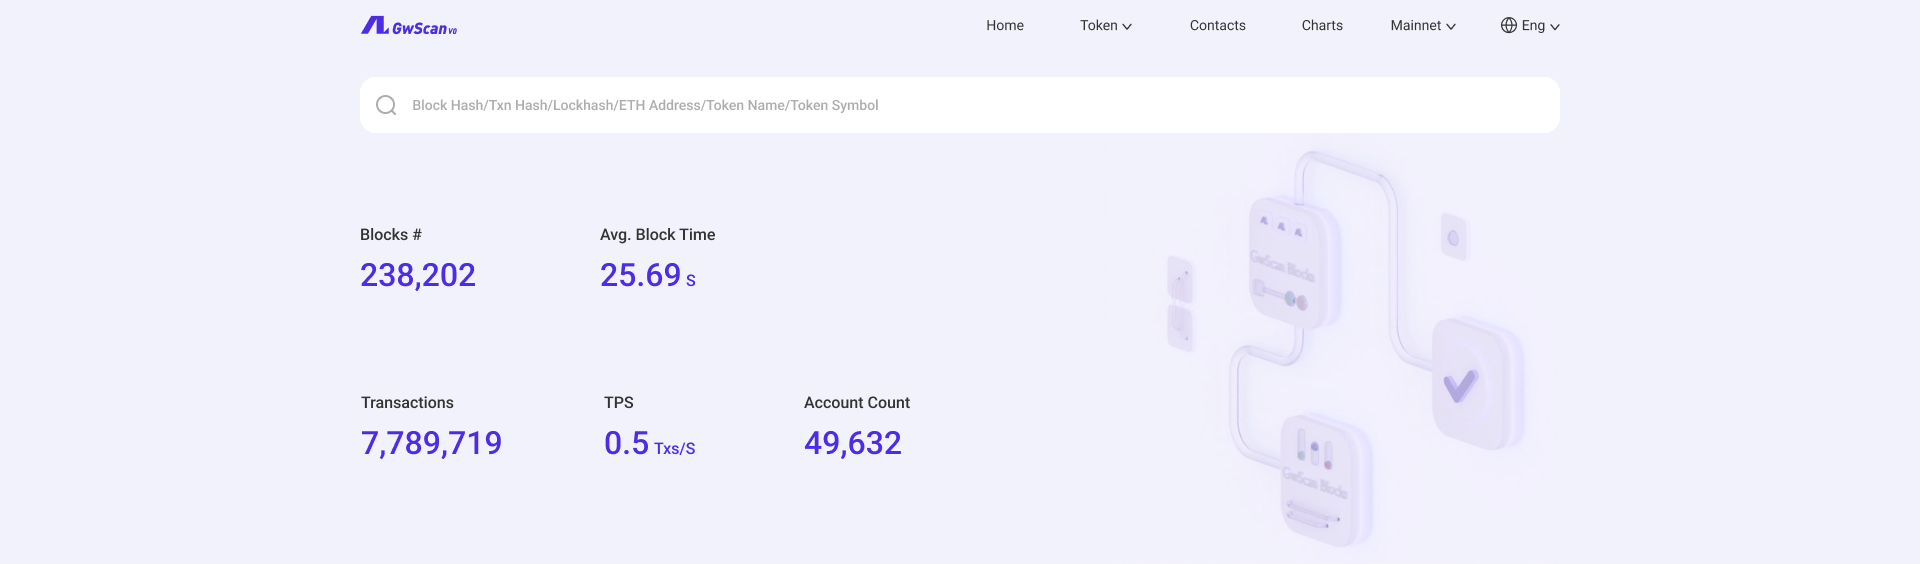 GwScan V0
Home Token Contacts Charts Mainnet Eng
Block Hash/Txn Hash/Lockhash/ETH Address/Token Name/Token Symbol
Blocks # Avg. Block Time
238,202 25.69 S
GwScan Blocks
Transactions TPS Account Count
7,789,719 0.5 Txs/S 49,632
GwScan Blocks